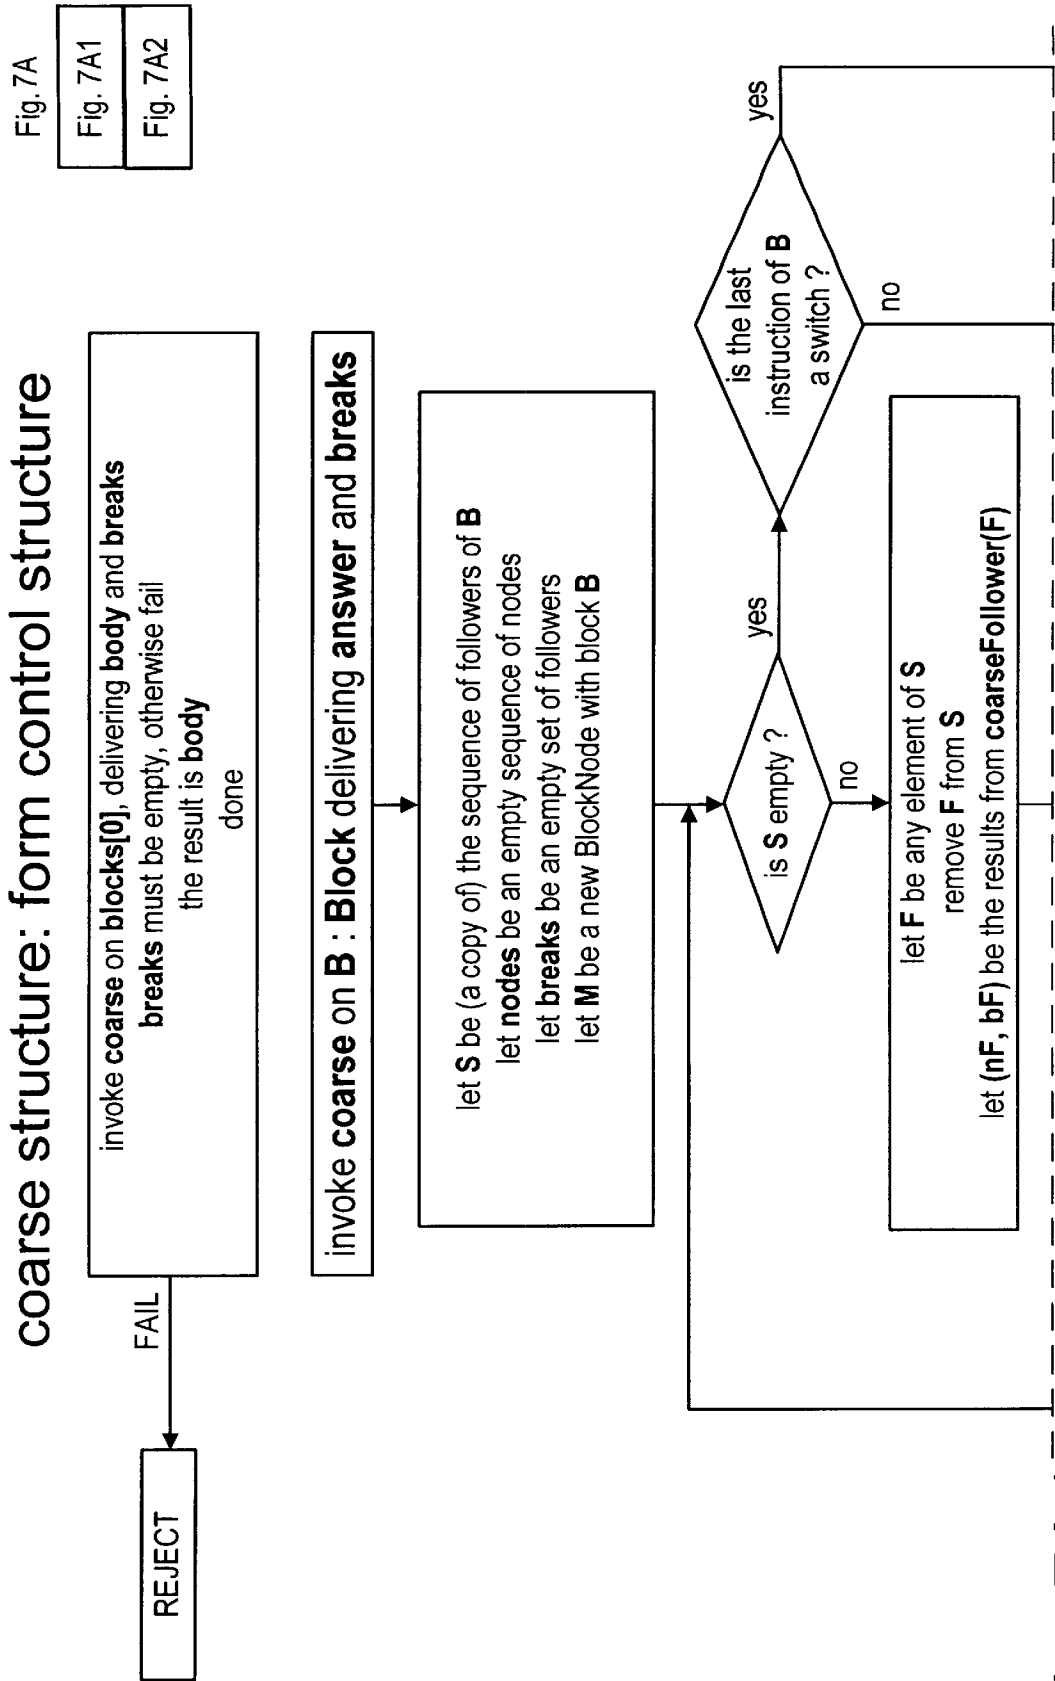 Fig. 7A
Fig. 7A1
Fig. 7A2
coarse structure: form control structure
invoke coarse on blocks[0], delivering body and breaks
breaks must be empty, otherwise fail
the result is body
done
FAIL
REJECT
invoke coarse on B : Block delivering answer and breaks
let S be (a copy of) the sequence of followers of B
let nodes be an empty sequence of nodes
let breaks be an empty set of followers
let M be a new BlockNode with block B
is S empty ?
yes
no
is the last
instruction of B
a switch ?
yes
no
let F be any element of S
remove F from S
let (nF, bF) be the results from coarseFollower(F)